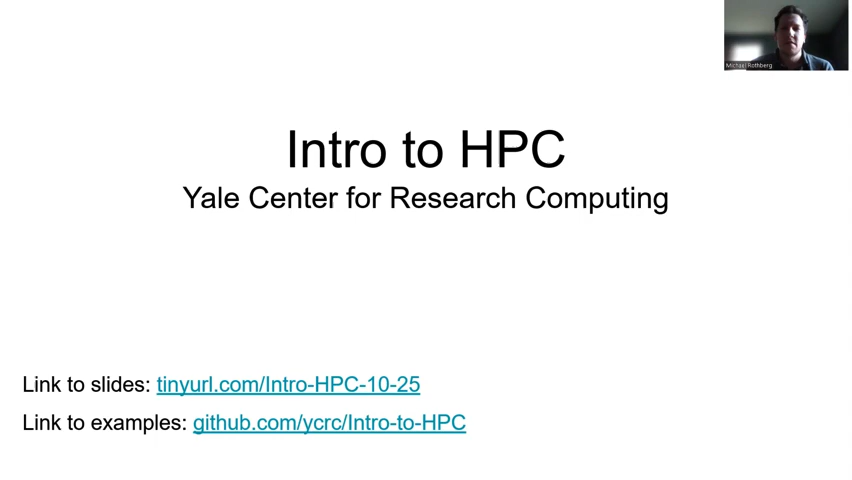 Michael Rothberg
Intro to HPC
Yale Center for Research Computing
Link to slides: tinyurl.com/Intro-HPC-10-25
Link to examples: github.com/ycrc/Intro-to-HPC